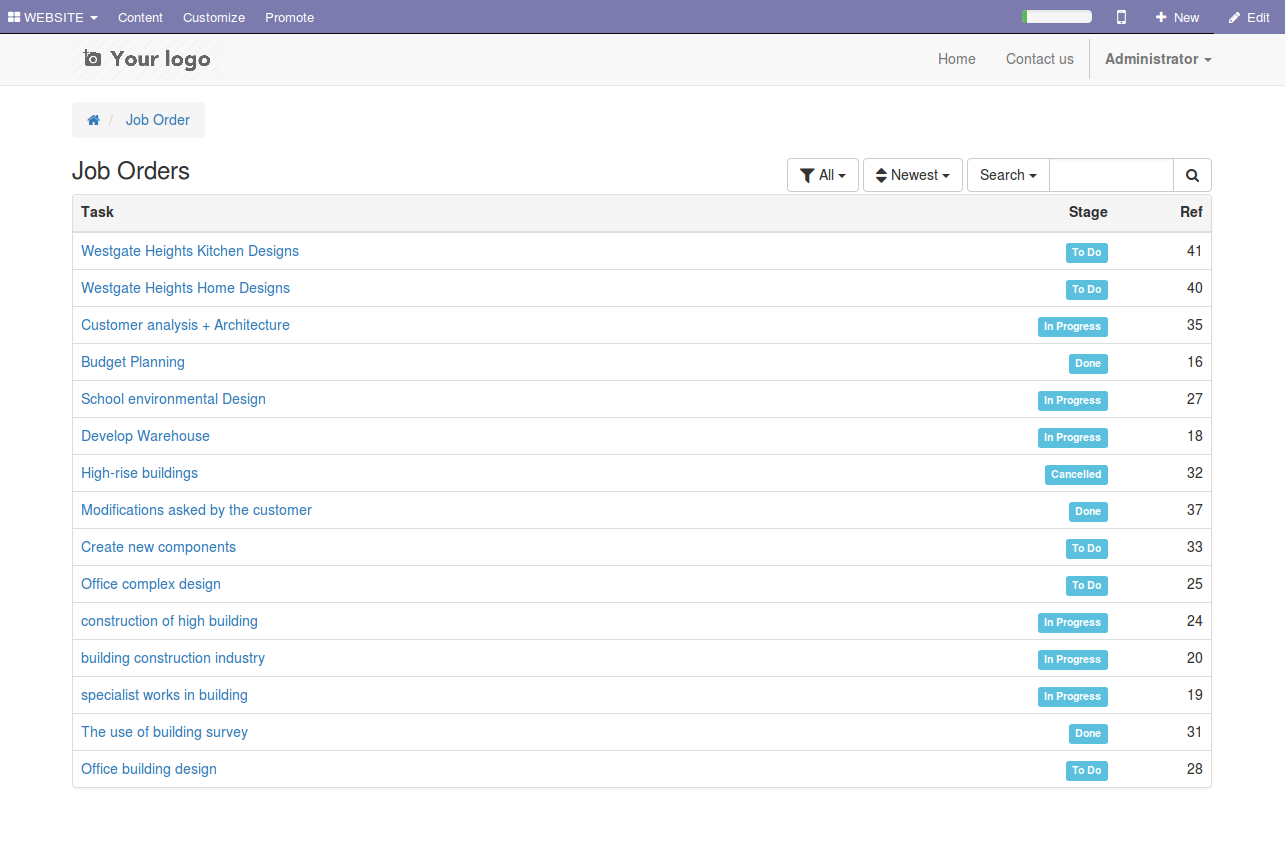 WEBSITE Content Customize Promote New Edit
Your logo Home Contact us Administrator
/ Job Order
Job Orders All Newest Search
Task Stage Ref
Westgate Heights Kitchen Designs To Do 41
Westgate Heights Home Designs To Do 40
Customer analysis + Architecture In Progress 35
Budget Planning Done 16
School environmental Design In Progress 27
Develop Warehouse In Progress 18
High-rise buildings Cancelled 32
Modifications asked by the customer Done 37
Create new components To Do 33
Office complex design To Do 25
construction of high building In Progress 24
building construction industry In Progress 20
specialist works in building In Progress 19
The use of building survey Done 31
Office building design To Do 28